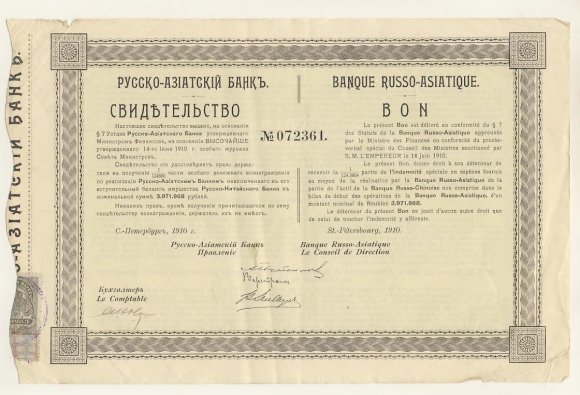 РУССКО-АЗІАТСКІЙ БАНКЪ.
СВИДѢТЕЛЬСТВО
Настоящее свидѣтельство выдано, на основаніи
§ 7 Устава Русско-Азіатскаго Банка утвержденнаго
Министромъ Финансовъ, на основаніи ВЫСОЧАЙШЕ
утвержденнаго 14-го Іюня 1910 г. особаго журнала
Совѣта Министровъ.
Свидѣтельство это удостовѣряетъ право держа-
теля на полученіе части особаго денежнаго вознагражденія
по реализаціи Русско-Азіатскимъ Банкомъ невключеннаго въ его
вступительный балансъ имущества Русско-Китайскаго Банка въ
номинальной суммѣ 3.971.968 рублей.
Никакихъ правъ, кромѣ полученія причитающагося по сему
свидѣтельству вознагражденія, держатель онаго не имѣетъ.
С.-Петербургъ, 1910 г.
Русско-Азіатскій Банкъ
Правленіе
№ 072361.
BANQUE RUSSO-ASIATIQUE.
BON
Le présent Bon est délivré en conformité du § 7
des Statuts de la Banque Russo-Asiatique approuvés
par le Ministre des Finances en conformité du procès-
verbal spécial du Conseil des Ministres sanctionné par
S. M. L'EMPEREUR le 14 juin 1910.
Le présent Bon donne droit à son détenteur de
recevoir la partie de l'indemnité spéciale en espèces fournie
au moyen de la réalisation par la Banque Russo-Asiatique de la
partie de l'actif de la Banque Russo-Chinoise non comprise dans le
bilan de début des opérations de la Banque Russo-Asiatique, d'un
montant nominal de Roubles 3.971.968.
Le détenteur du présent Bon ne jouit d'aucun autre droit que
de celui de toucher l'indemnité y afférente.
St.-Pétersbourg, 1910.
Banque Russo-Asiatique
Le Conseil de Direction
Бухгалтеръ
Le Comptable
О-АЗІАТСКІЙ БАНКЪ.